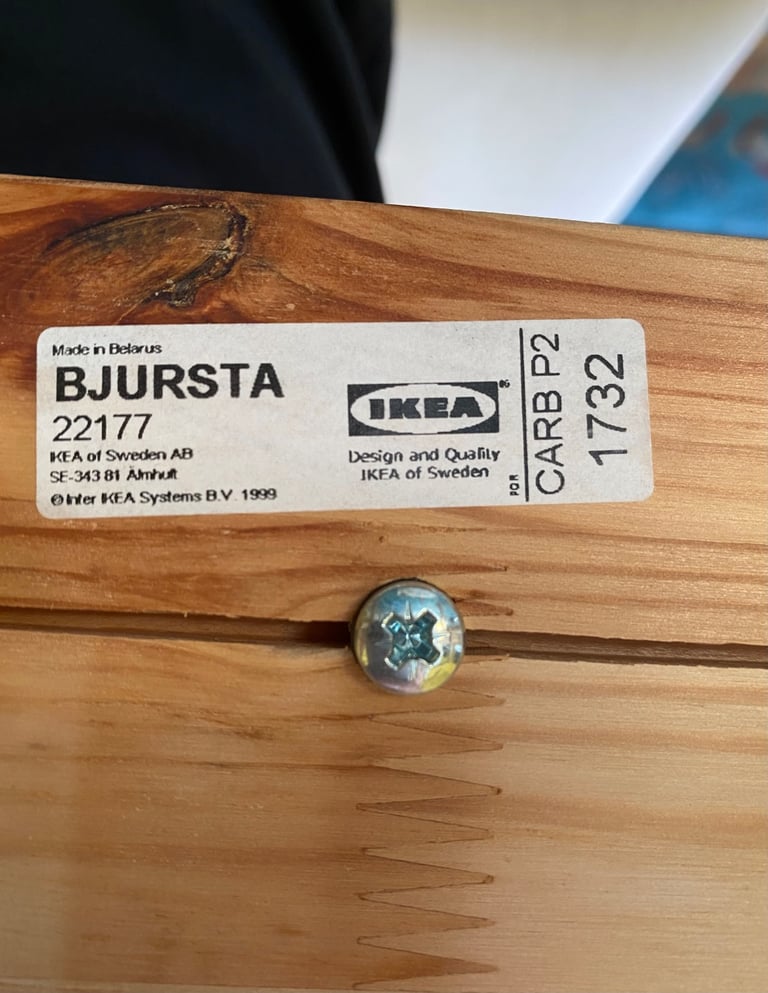 Made in Belarus
BJURSTA
22177
IKEA of Sweden AB
SE-343 81 Älmhult
© Inter IKEA Systems B.V. 1999
IKEA
Design and Quality
IKEA of Sweden
CARB P2
1732